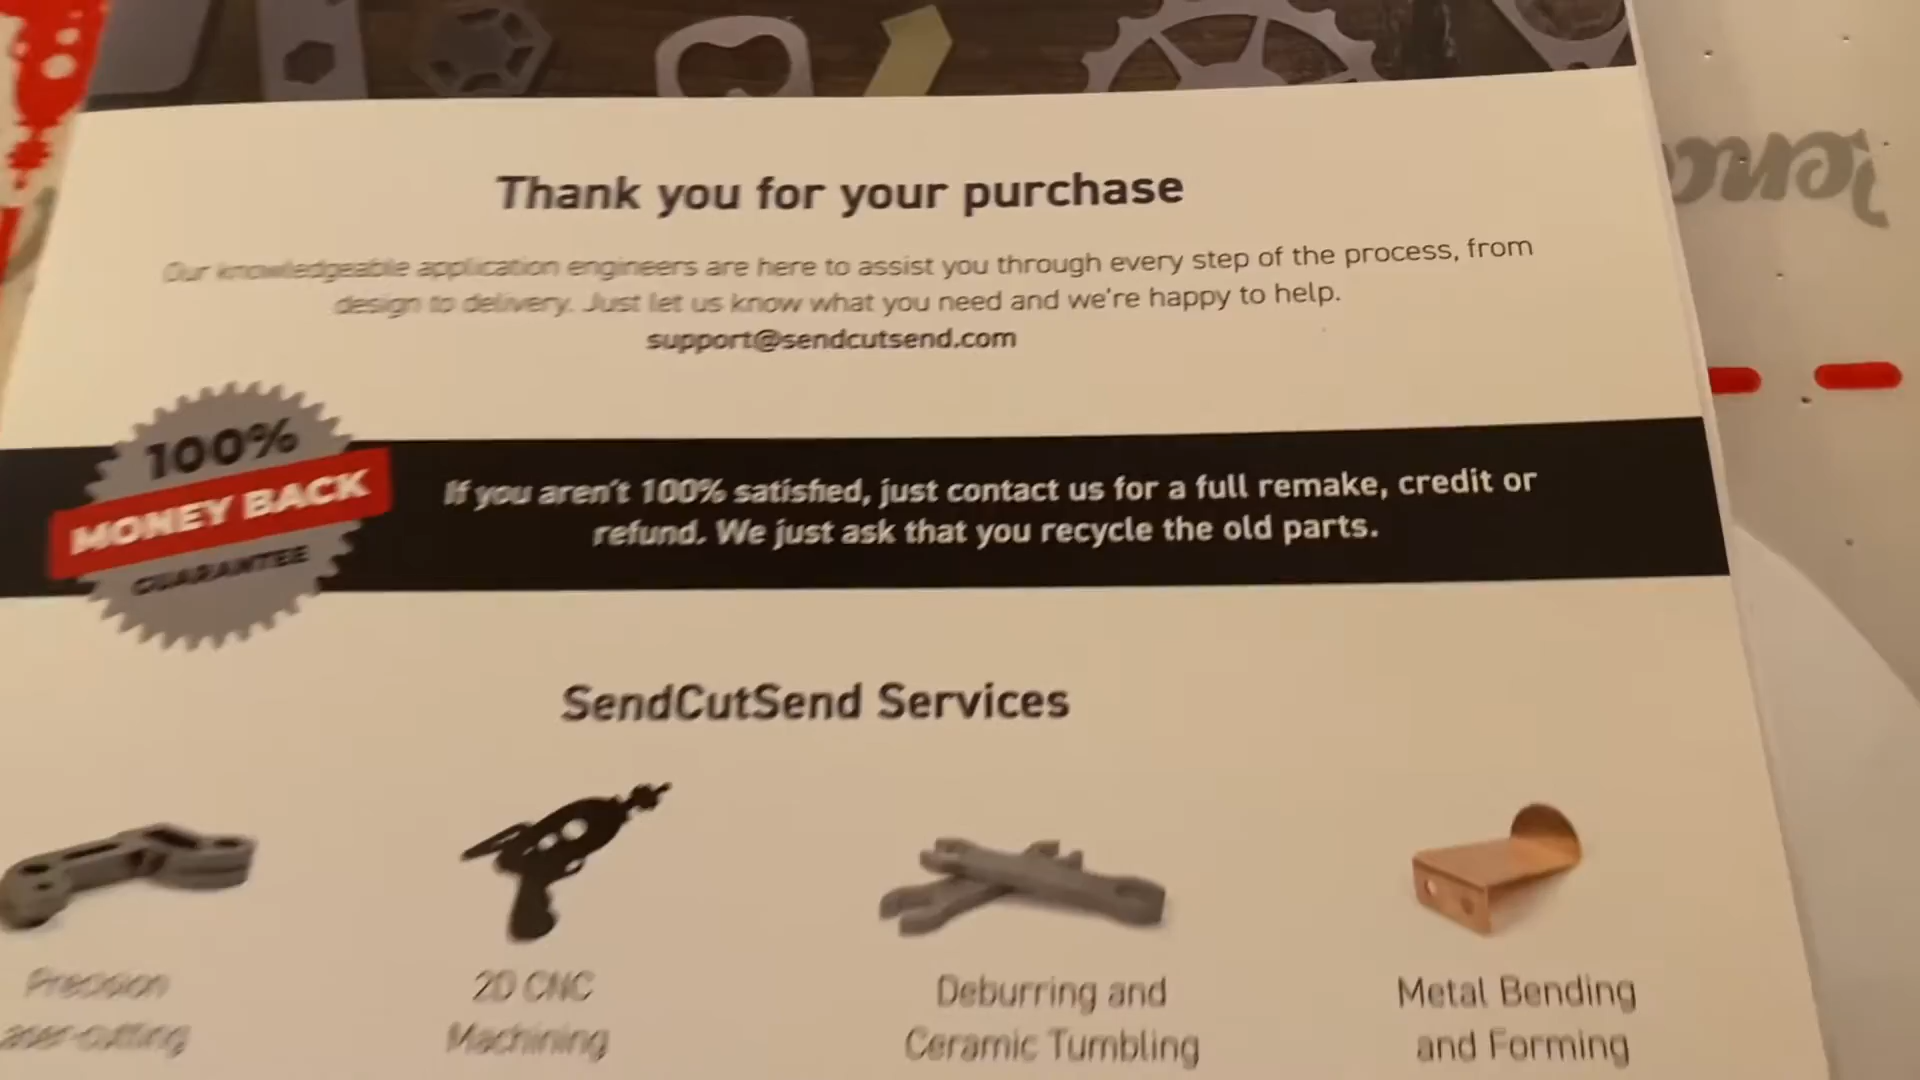 Thank you for your purchase
Our knowledgeable application engineers are here to assist you through every step of the process, from
design to delivery. Just let us know what you need and we're happy to help.
support@sendcutsend.com
100%
MONEY BACK
GUARANTEE
If you aren't 100% satisfied, just contact us for a full remake, credit or
refund. We just ask that you recycle the old parts.
SendCutSend Services
Precision
aser-cutting
2D CNC
Machining
Deburring and
Ceramic Tumbling
Metal Bending
and Forming